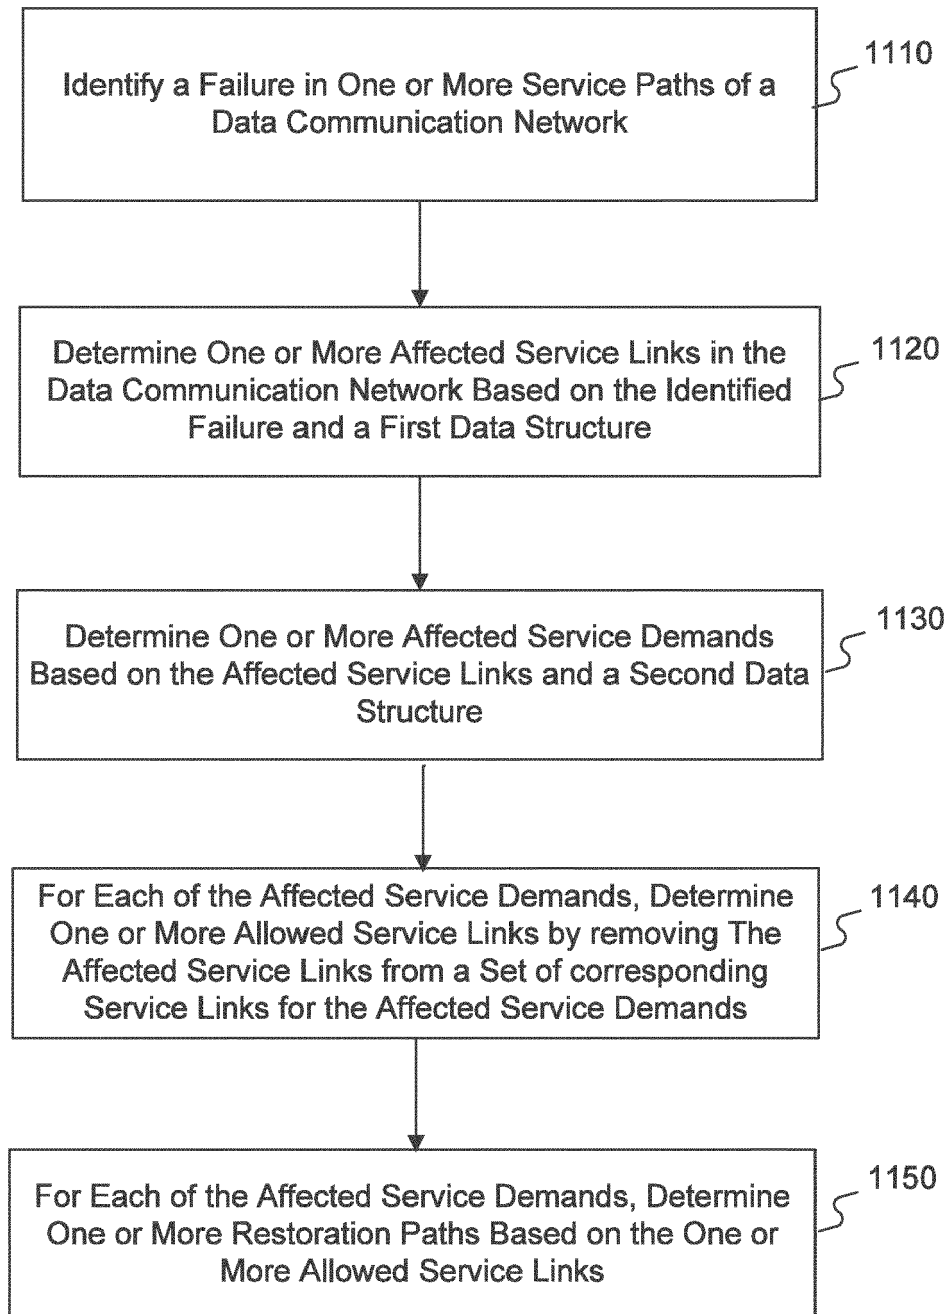 Identify a Failure in One or More Service Paths of a
Data Communication Network
1110
Determine One or More Affected Service Links in the
Data Communication Network Based on the Identified
Failure and a First Data Structure
1120
Determine One or More Affected Service Demands
Based on the Affected Service Links and a Second Data
Structure
1130
For Each of the Affected Service Demands, Determine
One or More Allowed Service Links by removing The
Affected Service Links from a Set of corresponding
Service Links for the Affected Service Demands
1140
For Each of the Affected Service Demands, Determine
One or More Restoration Paths Based on the One or
More Allowed Service Links
1150